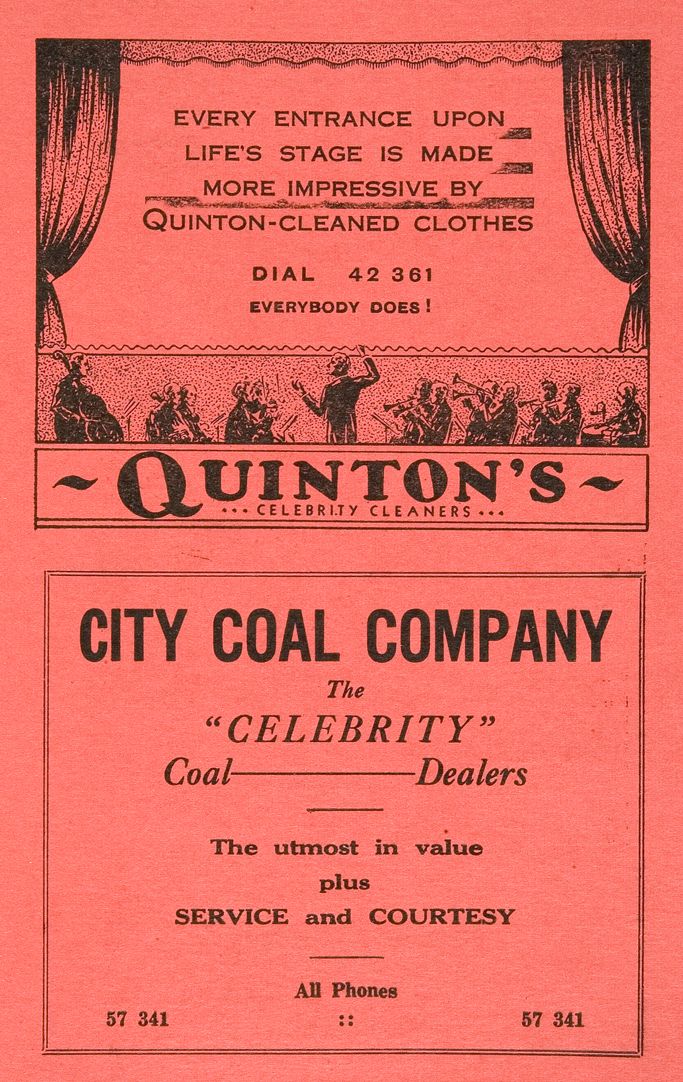 EVERY ENTRANCE UPON
LIFE'S STAGE IS MADE
MORE IMPRESSIVE BY
QUINTON-CLEANED CLOTHES
DIAL 42 361
EVERYBODY DOES!
~ QUINTON'S ~
... CELEBRITY CLEANERS ...
CITY COAL COMPANY
The
“CELEBRITY”
Coal————Dealers
The utmost in value
plus
SERVICE and COURTESY
All Phones
57 341 :: 57 341